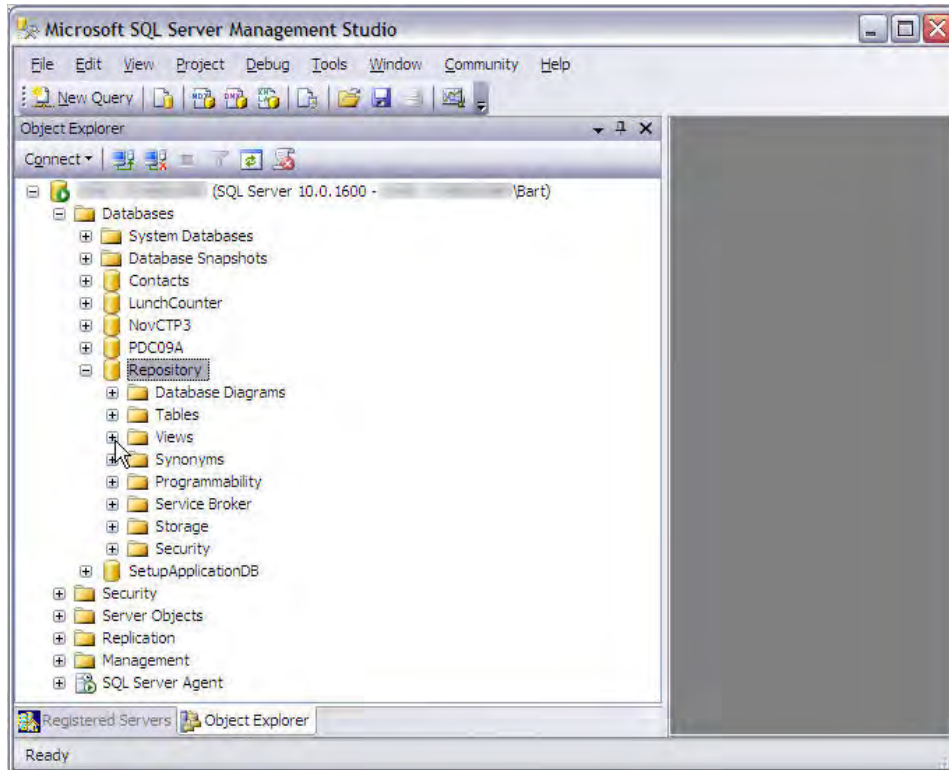 Microsoft SQL Server Management Studio
File Edit View Project Debug Tools Window Community Help
New Query
Object Explorer
Connect
(SQL Server 10.0.1600 - \Bart)
Databases
System Databases
Database Snapshots
Contacts
LunchCounter
NovCTP3
PDC09A
Repository
Database Diagrams
Tables
Views
Synonyms
Programmability
Service Broker
Storage
Security
SetupApplicationDB
Security
Server Objects
Replication
Management
SQL Server Agent
Registered Servers Object Explorer
Ready